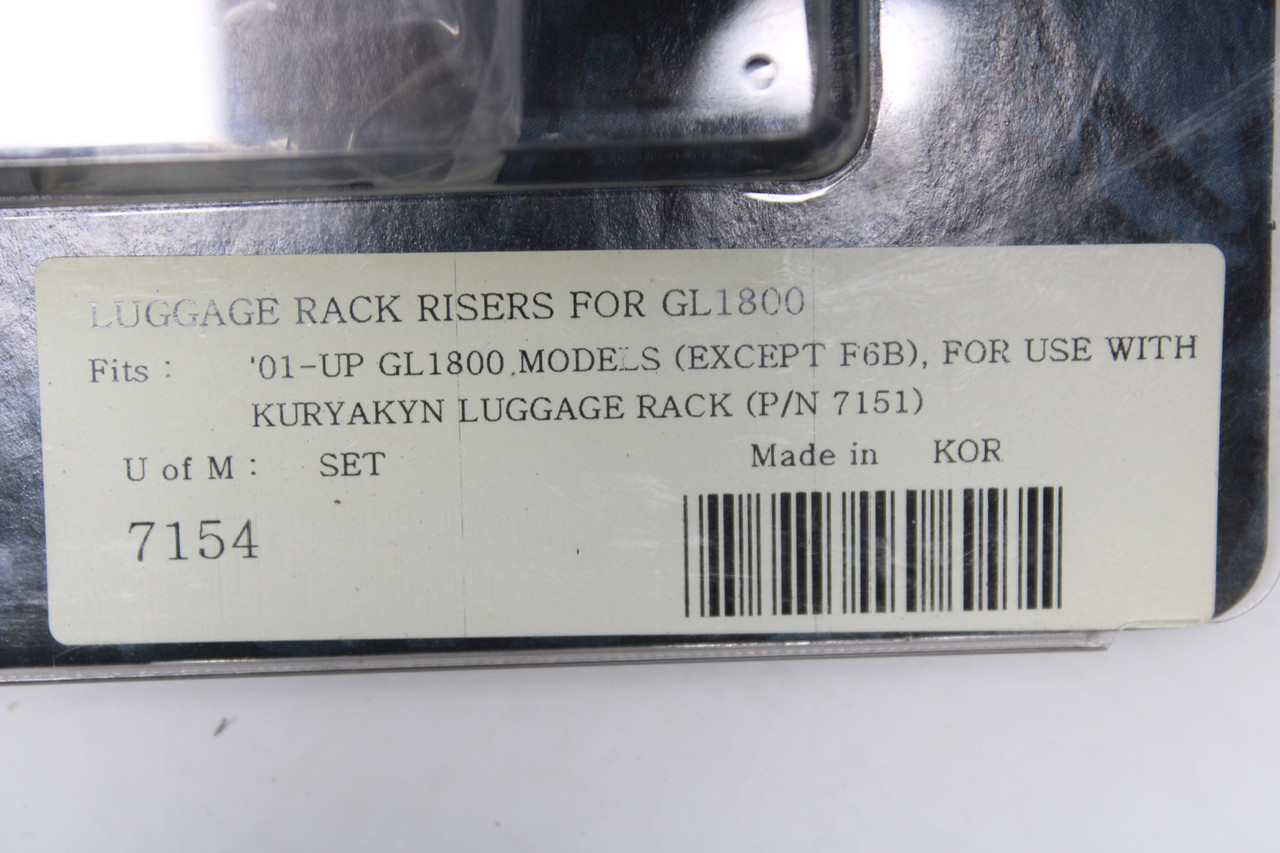 LUGGAGE RACK RISERS FOR GL1800
Fits : '01-UP GL1800 MODELS (EXCEPT F6B), FOR USE WITH
KURYAKYN LUGGAGE RACK (P/N 7151)
U of M : SET Made in KOR
7154